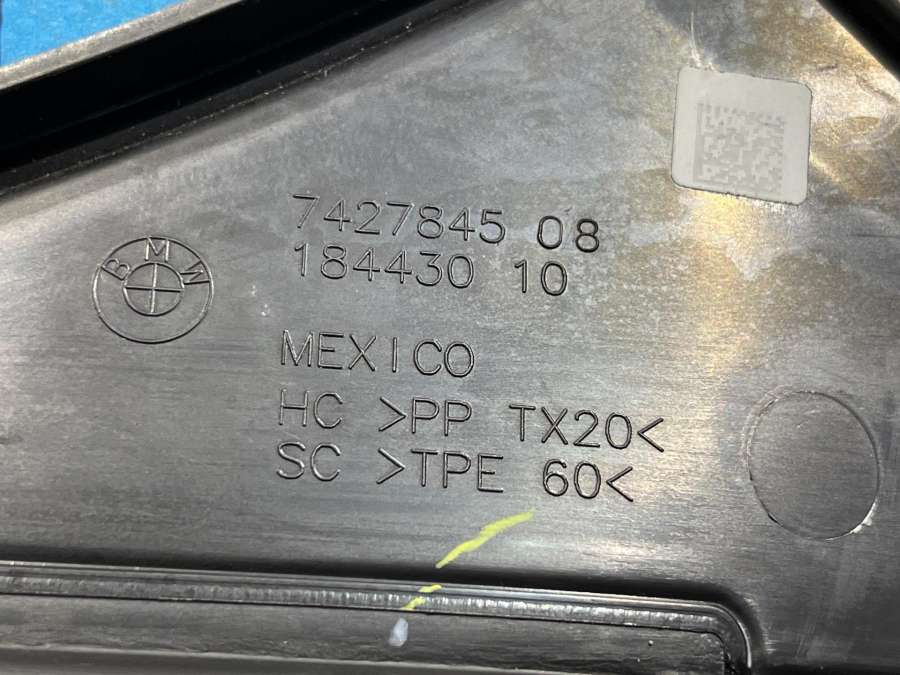 7427845 08
184430 10
BMW
MEXICO
HC >PP TX20<
SC >TPE 60<